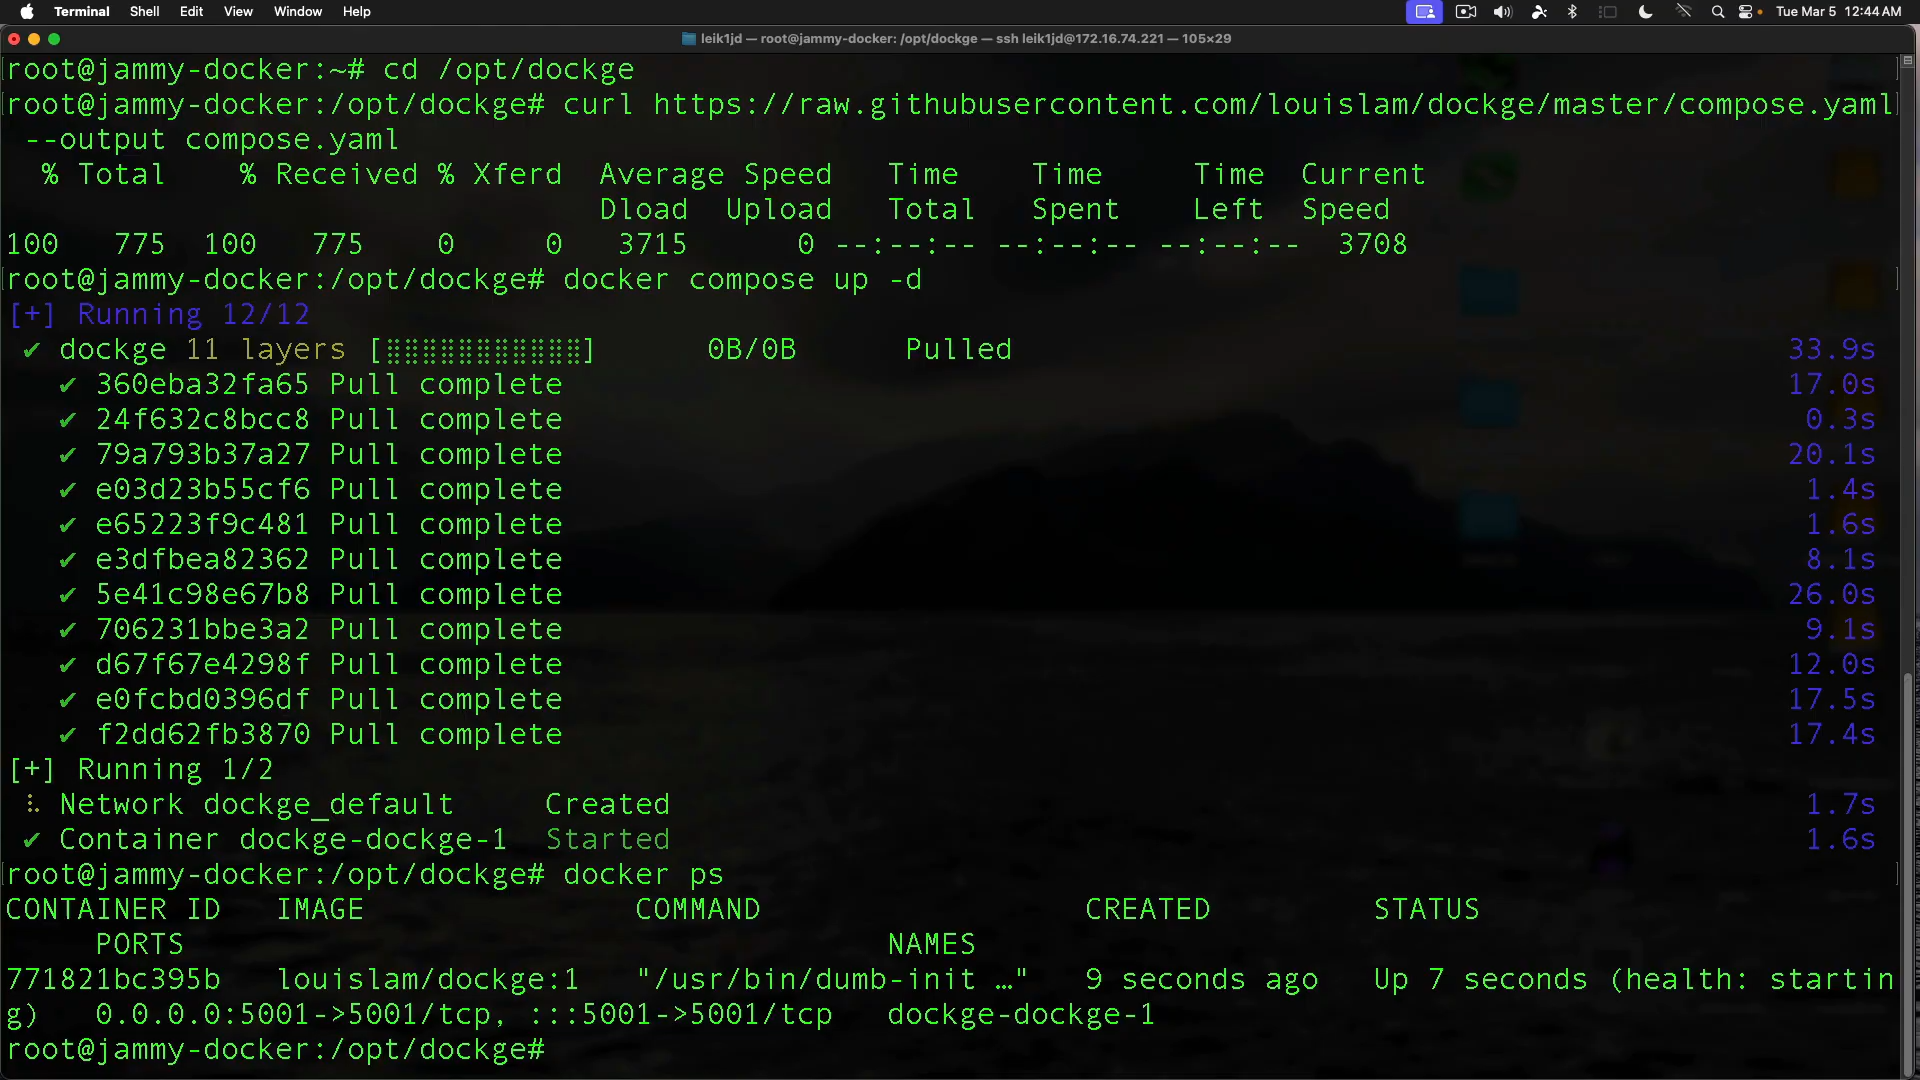 Terminal Shell Edit View Window Help Tue Mar 5 12:44 AM
leik1jd — root@jammy-docker: /opt/dockge — ssh leik1jd@172.16.74.221 — 105×29
root@jammy-docker:~# cd /opt/dockge
root@jammy-docker:/opt/dockge# curl https://raw.githubusercontent.com/louislam/dockge/master/compose.yaml
--output compose.yaml
% Total % Received % Xferd Average Speed Time Time Time Current
Dload Upload Total Spent Left Speed
100 775 100 775 0 0 3715 0 --:--:-- --:--:-- --:--:-- 3708
root@jammy-docker:/opt/dockge# docker compose up -d
[+] Running 12/12
✔ dockge 11 layers [⣿⣿⣿⣿⣿⣿⣿⣿⣿⣿⣿] 0B/0B Pulled 33.9s
✔ 360eba32fa65 Pull complete 17.0s
✔ 24f632c8bcc8 Pull complete 0.3s
✔ 79a793b37a27 Pull complete 20.1s
✔ e03d23b55cf6 Pull complete 1.4s
✔ e65223f9c481 Pull complete 1.6s
✔ e3dfbea82362 Pull complete 8.1s
✔ 5e41c98e67b8 Pull complete 26.0s
✔ 706231bbe3a2 Pull complete 9.1s
✔ d67f67e4298f Pull complete 12.0s
✔ e0fcbd0396df Pull complete 17.5s
✔ f2dd62fb3870 Pull complete 17.4s
[+] Running 1/2
⠧ Network dockge_default Created 1.7s
✔ Container dockge-dockge-1 Started 1.6s
root@jammy-docker:/opt/dockge# docker ps
CONTAINER ID IMAGE COMMAND CREATED STATUS
PORTS NAMES
771821bc395b louislam/dockge:1 "/usr/bin/dumb-init …" 9 seconds ago Up 7 seconds (health: startin
g) 0.0.0.0:5001->5001/tcp, :::5001->5001/tcp dockge-dockge-1
root@jammy-docker:/opt/dockge#